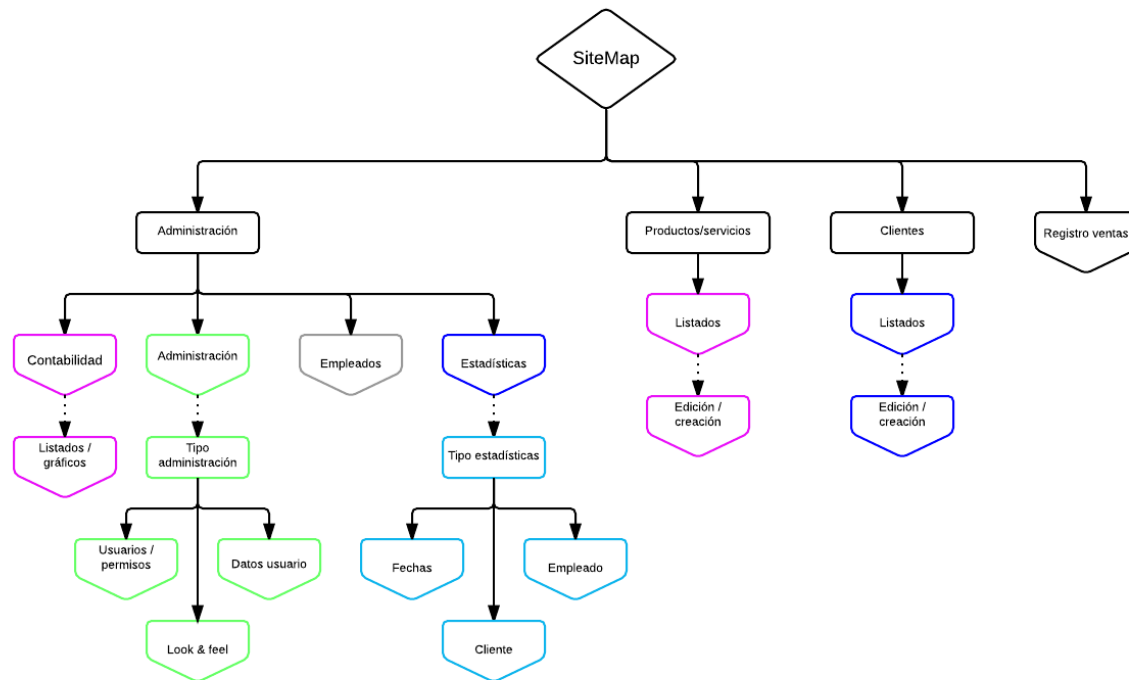 SiteMap
Administración
Productos/servicios
Clientes
Registro ventas
Contabilidad
Administración
Empleados
Estadísticas
Listados
Listados
Listados /
gráficos
Tipo
administración
Tipo estadísticas
Edición /
creación
Edición /
creación
Usuarios /
permisos
Datos usuario
Fechas
Empleado
Look & feel
Cliente